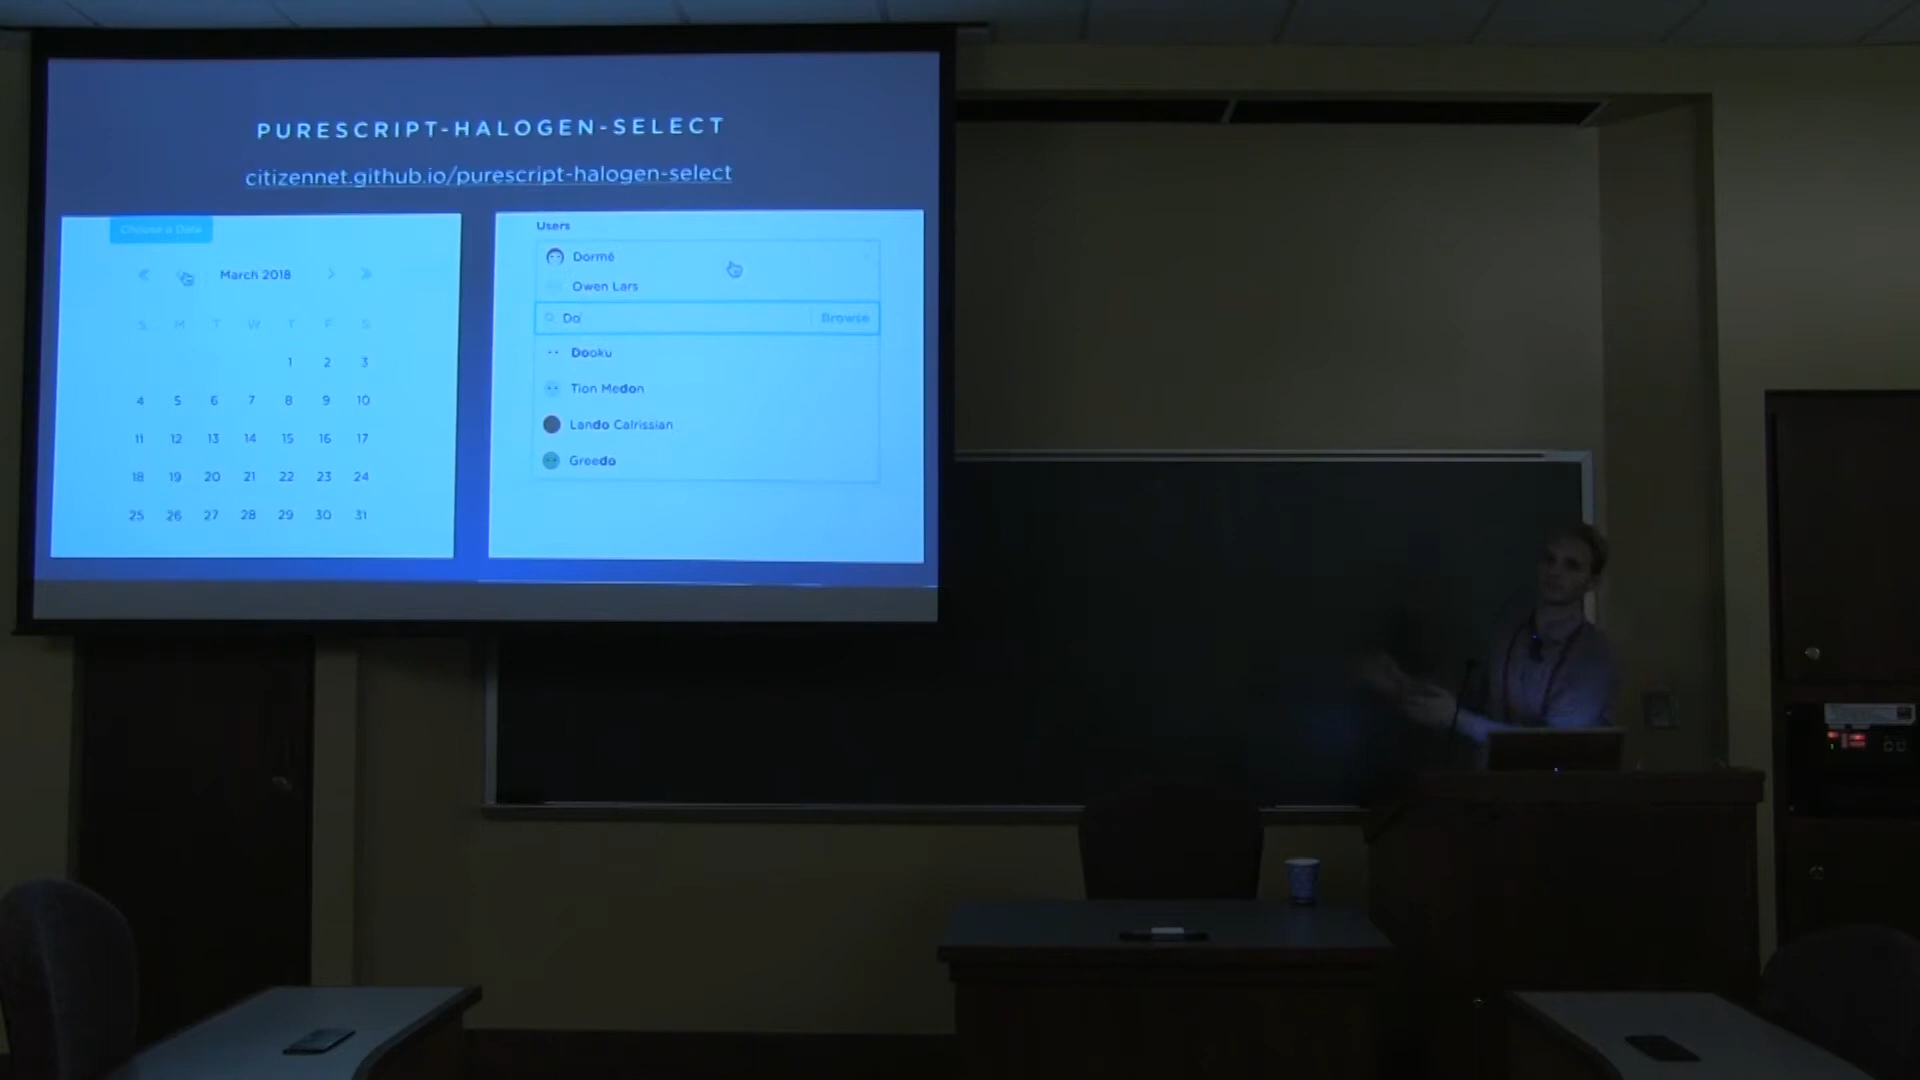 PURESCRIPT-HALOGEN-SELECT
citizennet.github.io/purescript-halogen-select
Choose a Date
March 2018
S M T W T F S
1 2 3
4 5 6 7 8 9 10
11 12 13 14 15 16 17
18 19 20 21 22 23 24
25 26 27 28 29 30 31
Users
Dormé
Owen Lars
Do Browse
Dooku
Tion Medon
Lando Calrissian
Greedo